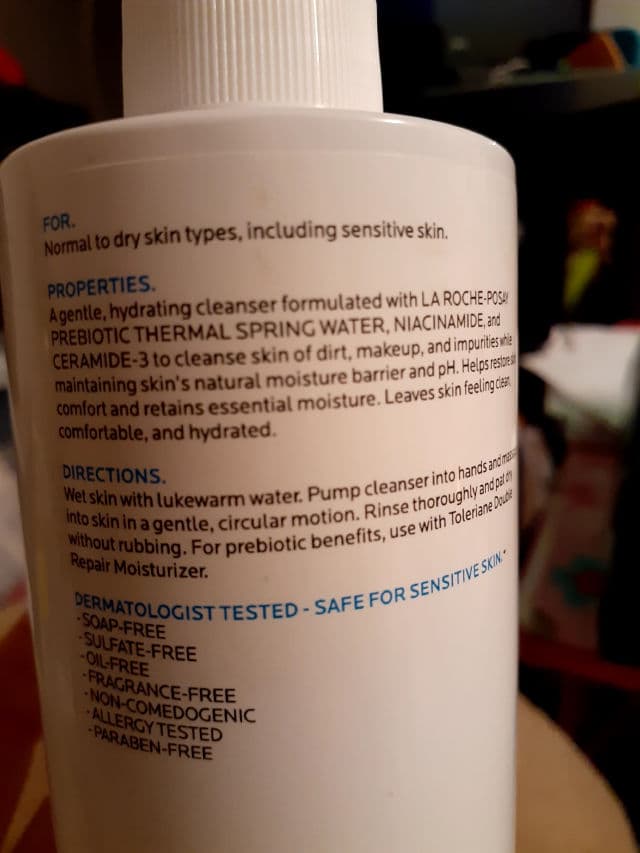 FOR.
Normal to dry skin types, including sensitive skin.
PROPERTIES.
A gentle, hydrating cleanser formulated with LA ROCHE-POSAY
PREBIOTIC THERMAL SPRING WATER, NIACINAMIDE, and
CERAMIDE-3 to cleanse skin of dirt, makeup, and impurities while
maintaining skin's natural moisture barrier and pH. Helps restore
comfort and retains essential moisture. Leaves skin feeling clean,
comfortable, and hydrated.
DIRECTIONS.
Wet skin with lukewarm water. Pump cleanser into hands and
into skin in a gentle, circular motion. Rinse thoroughly and pat dry
without rubbing. For prebiotic benefits, use with Toleriane Double
Repair Moisturizer.
DERMATOLOGIST TESTED - SAFE FOR SENSITIVE SKIN.*
-SOAP-FREE
-SULFATE-FREE
-OIL-FREE
-FRAGRANCE-FREE
-NON-COMEDOGENIC
-ALLERGY TESTED
-PARABEN-FREE